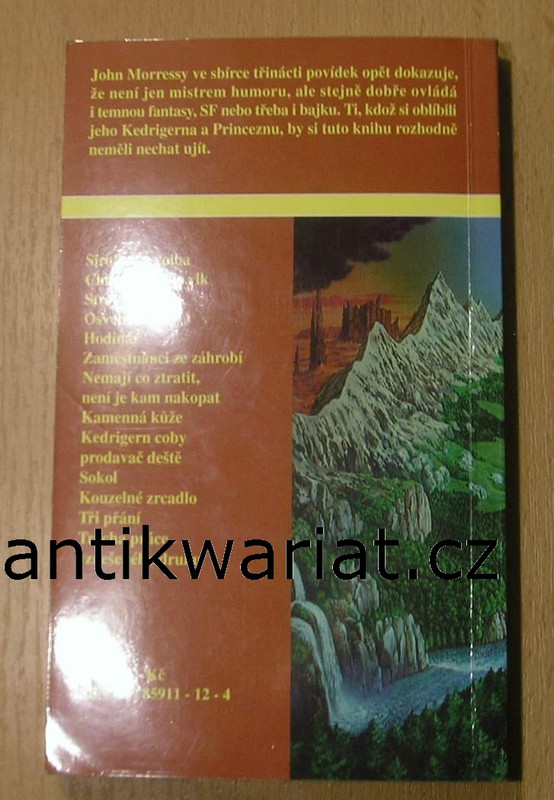 John Morressy ve sbírce třinácti povídek opět dokazuje,
že není jen mistrem humoru, ale stejně dobře ovládá
i temnou fantasy, SF nebo třeba i bajku. Ti, kdož si oblíbili
jeho Kedrigerna a Princeznu, by si tuto knihu rozhodně
neměli nechat ujít.
Hodinář
Zaměstnanci ze záhrobí
Nemají co ztratit,
není je kam nakopat
Kamenná kůže
Kedrigern coby
prodavač deště
Sokol
Kouzelné zrcadlo
Tři přání
antikwariat.cz
Kč
85911 - 12 - 4